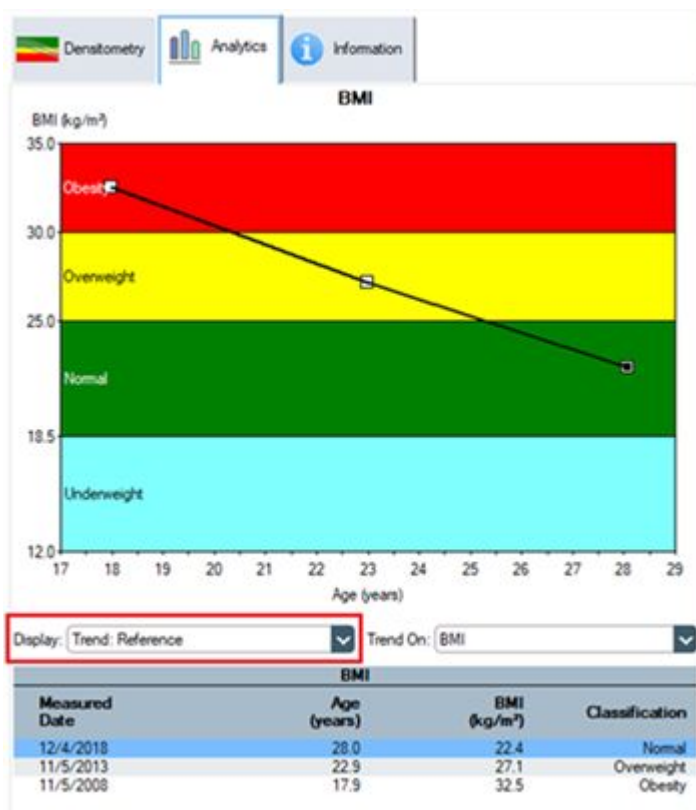 Densitometry Analytics Information
BMI
BMI (kg/m²)
35.0
Obesity
30.0
Overweight
25.0
Normal
18.5
Underweight
12.0
17 18 19 20 21 22 23 24 25 26 27 28 29
Age (years)
Display: Trend: Reference Trend On: BMI
BMI
Measured Date Age (years) BMI (kg/m²) Classification
12/4/2018 28.0 22.4 Normal
11/5/2013 22.9 27.1 Overweight
11/5/2008 17.9 32.5 Obesity